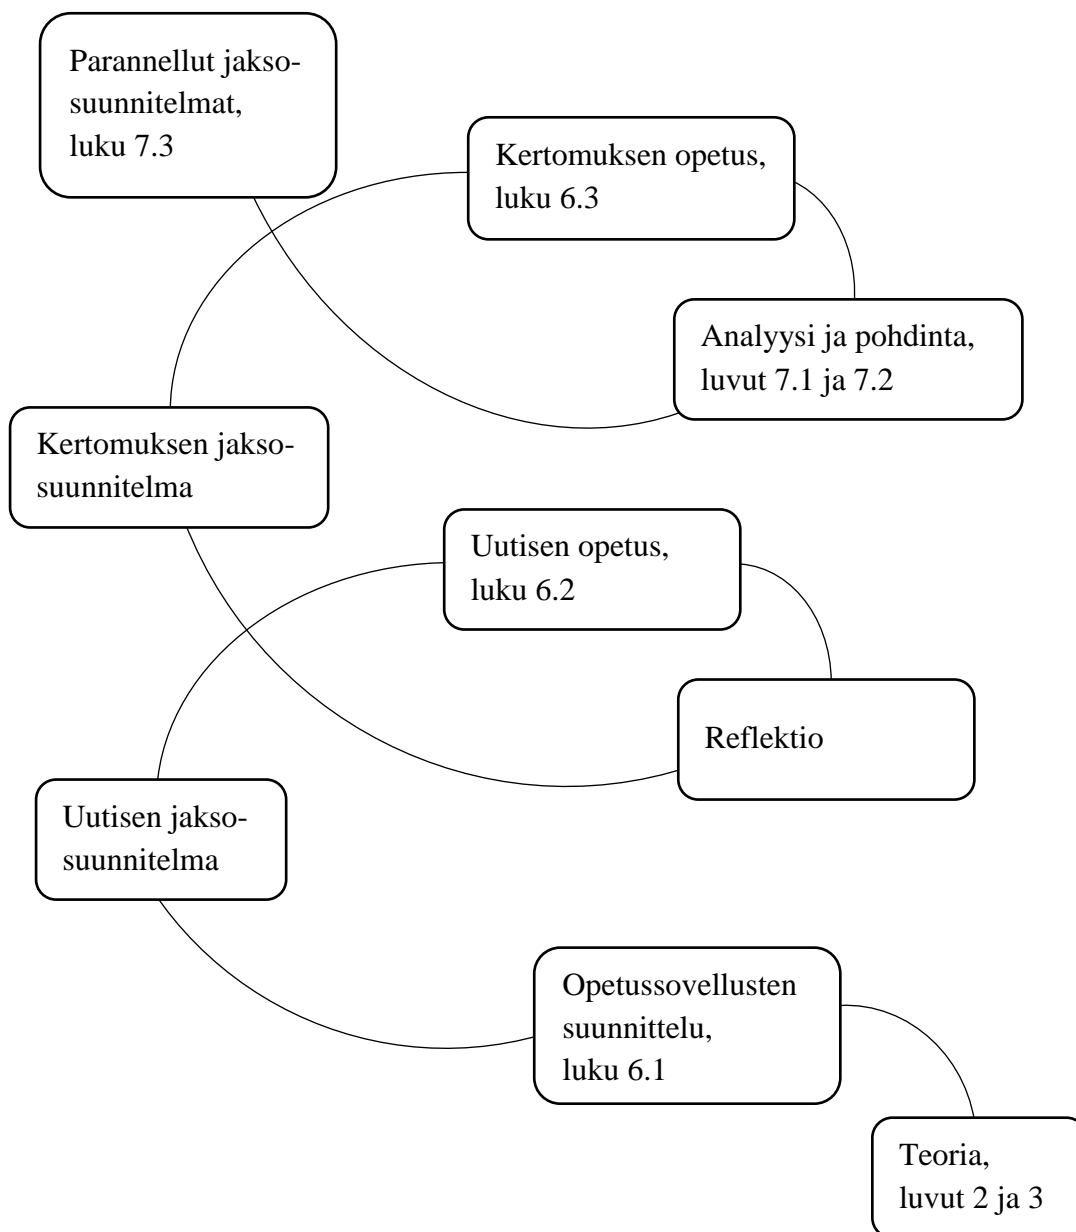 Parannellut jakso-
suunnitelmat,
luku 7.3
Kertomuksen opetus,
luku 6.3
Analyysi ja pohdinta,
luvut 7.1 ja 7.2
Kertomuksen jakso-
suunnitelma
Uutisen opetus,
luku 6.2
Reflektio
Uutisen jakso-
suunnitelma
Opetussovellusten
suunnittelu,
luku 6.1
Teoria,
luvut 2 ja 3